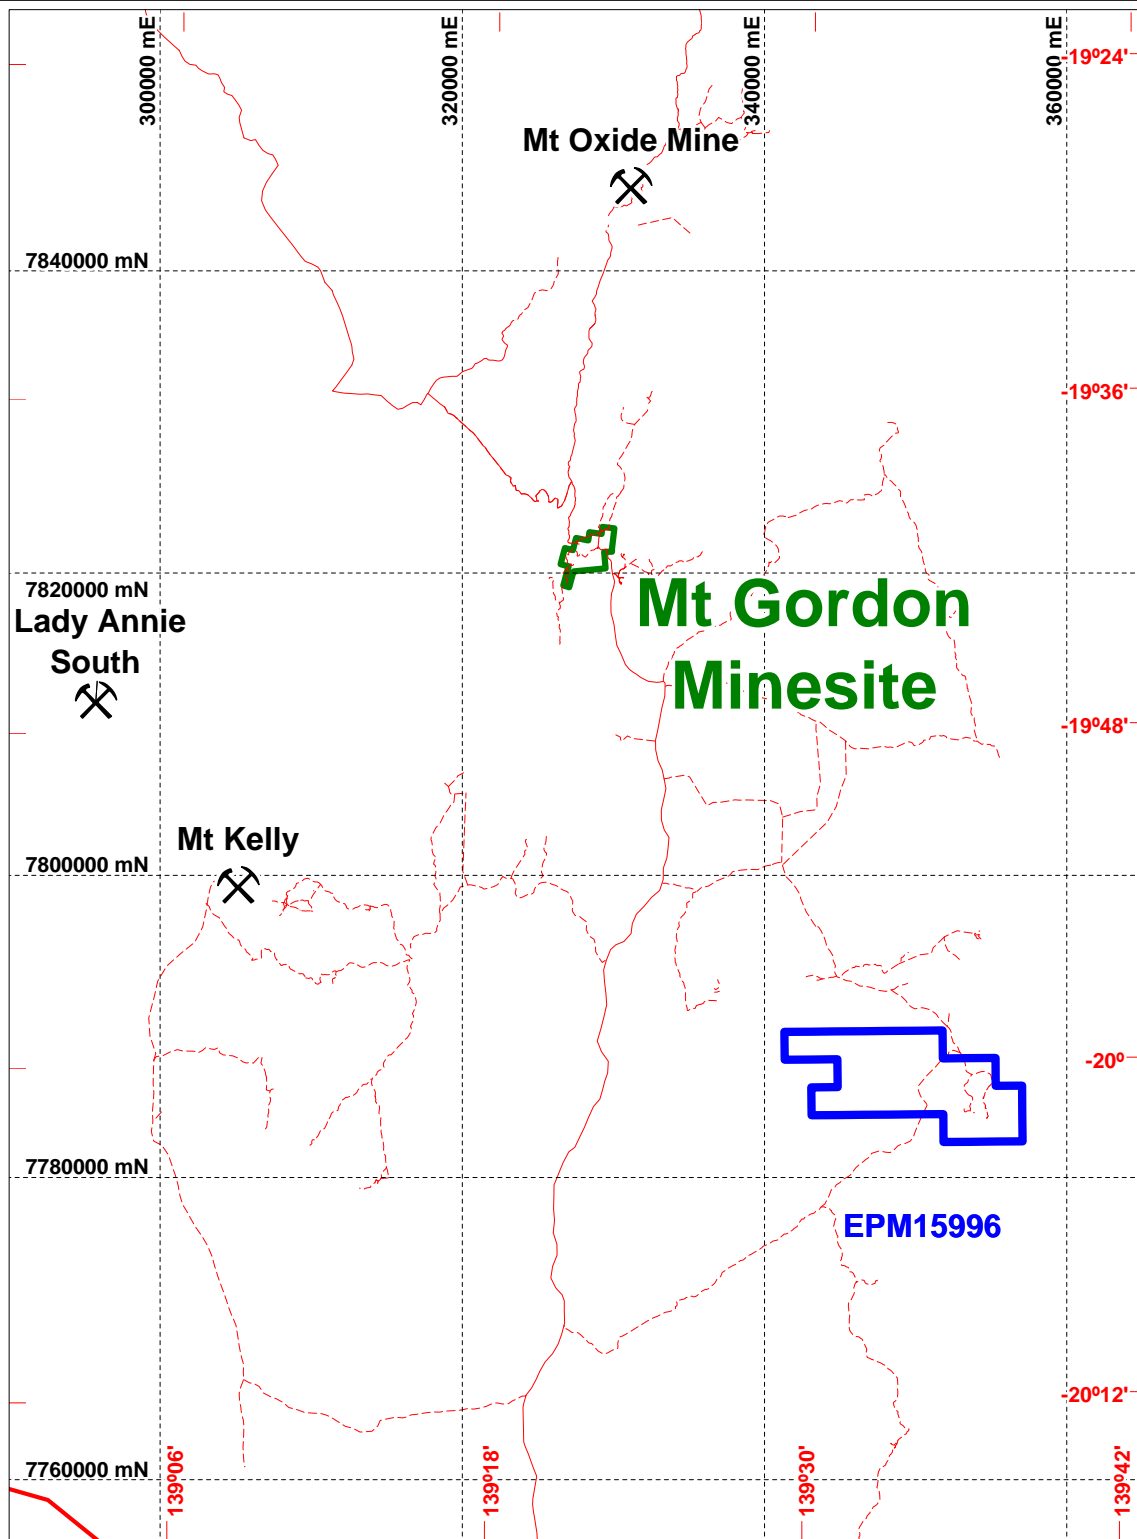 300000 mE
320000 mE
340000 mE
360000 mE
-19º24'
Mt Oxide Mine
7840000 mN
-19º36'
7820000 mN
Mt Gordon
Minesite
Lady Annie
South
-19º48'
Mt Kelly
7800000 mN
-20º
7780000 mN
EPM15996
-20º12'
7760000 mN
139º06'
139º18'
139º30'
139º42'